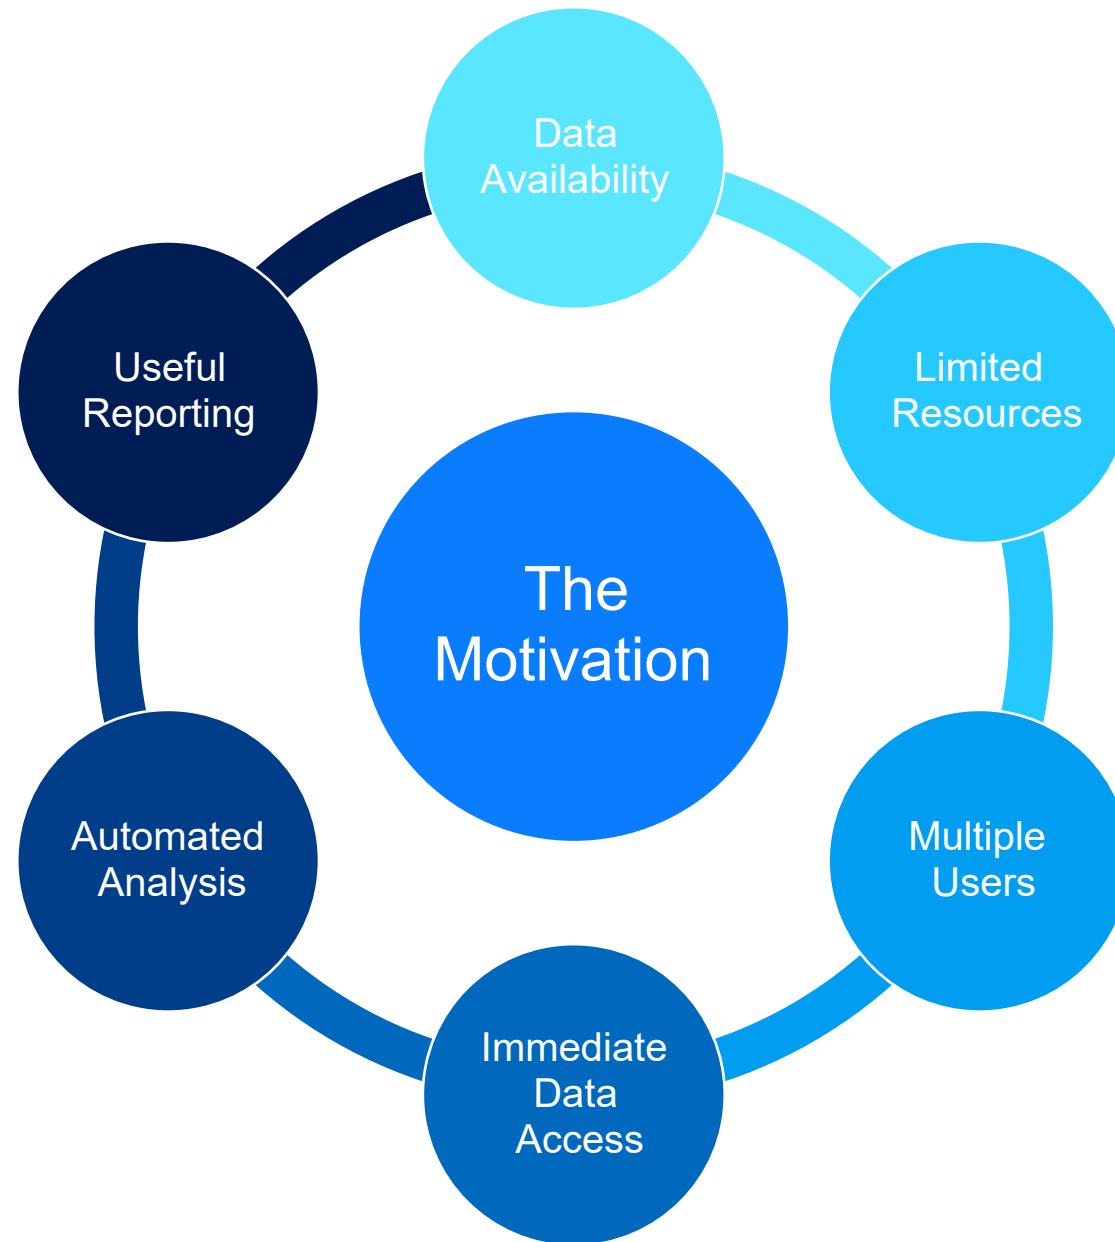 Data
Availability
Limited
Resources
Multiple
Users
Immediate
Data
Access
Automated
Analysis
Useful
Reporting
The
Motivation